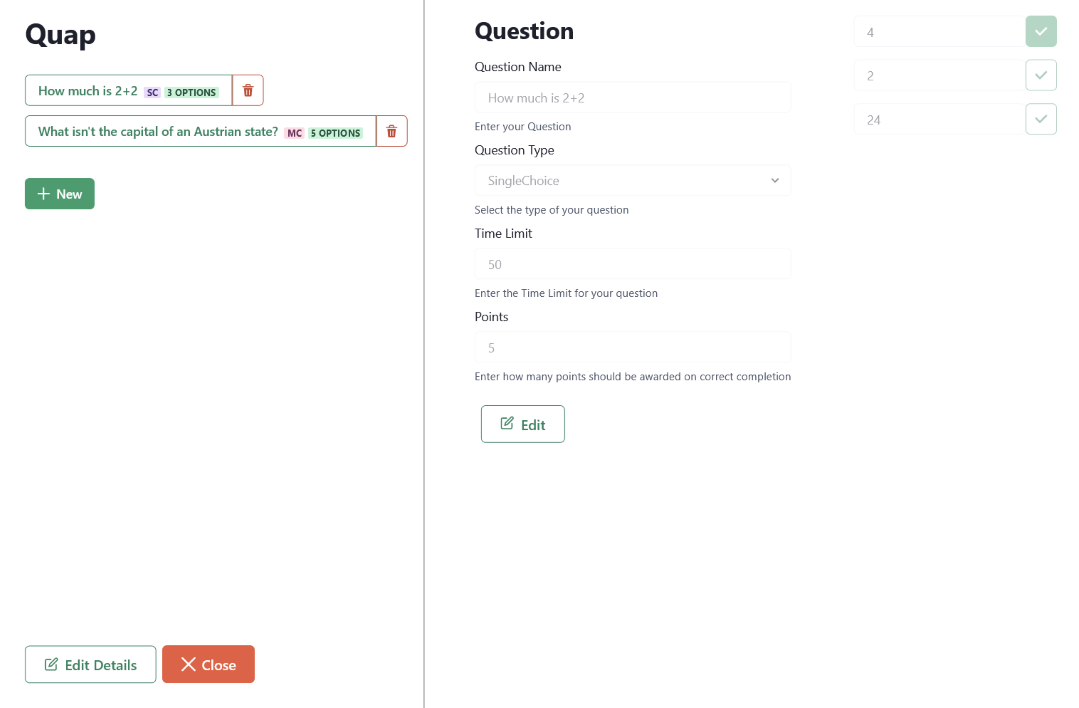 Quap
How much is 2+2 SC 3 OPTIONS
What isn't the capital of an Austrian state? MC 5 OPTIONS
New
Edit Details
Close
Question
Question Name
How much is 2+2
Enter your Question
Question Type
SingleChoice
Select the type of your question
Time Limit
50
Enter the Time Limit for your question
Points
5
Enter how many points should be awarded on correct completion
Edit
4
2
24